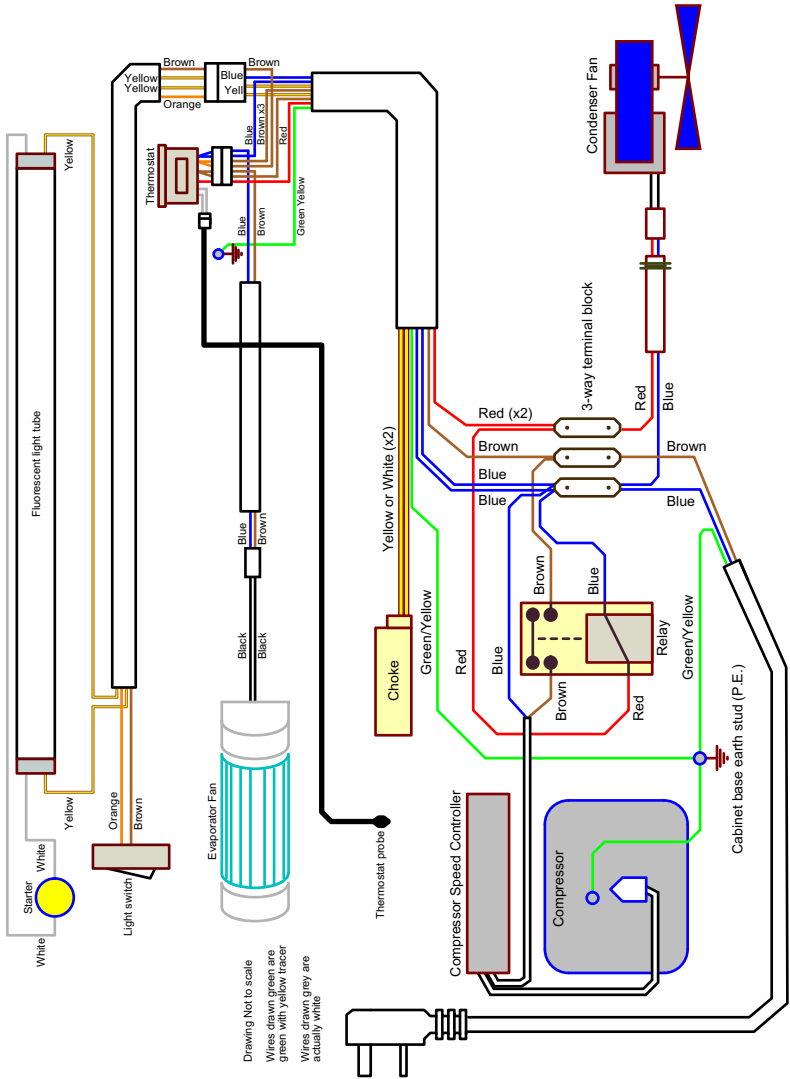 Brown
Yellow
Yellow
Orange
Blue
Yell
Brown
Blue
Brown x3
Red
Thermostat
Yellow
Fluorescent light tube
Green Yellow
Blue
Brown
Condenser Fan
3-way terminal block
Red
Blue
Red (x2)
Brown
Blue
Blue
Brown
Blue
Yellow or White (x2)
Blue
Brown
Black
Black
Choke
Green/Yellow
Red
Blue
Brown
Blue
Relay
Brown
Red
Green/Yellow
Cabinet base earth stud (P.E.)
Yellow
Orange
Brown
White
Starter
White
Light switch
Evaporator Fan
Thermostat probe
Compressor Speed Controller
Compressor
Drawing Not to scale
Wires drawn green are
green with yellow tracer
Wires drawn grey are
actually white